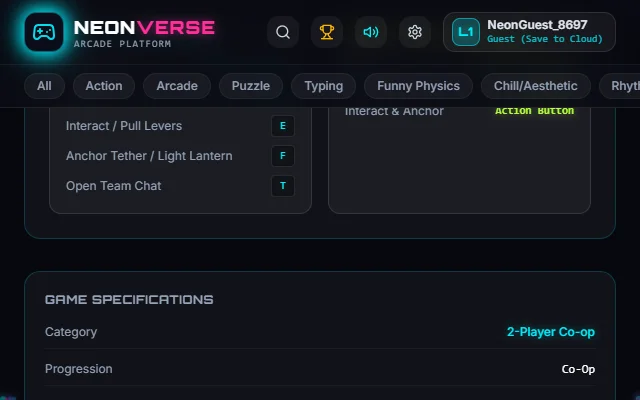 NEONVERSE
ARCADE PLATFORM
L1
NeonGuest_8697
Guest (Save to Cloud)
All
Action
Arcade
Puzzle
Typing
Funny Physics
Chill/Aesthetic
Rhyth
Interact / Pull Levers
E
Anchor Tether / Light Lantern
F
Open Team Chat
T
Interact & Anchor
Action Button
GAME SPECIFICATIONS
Category
2-Player Co-op
Progression
Co-Op